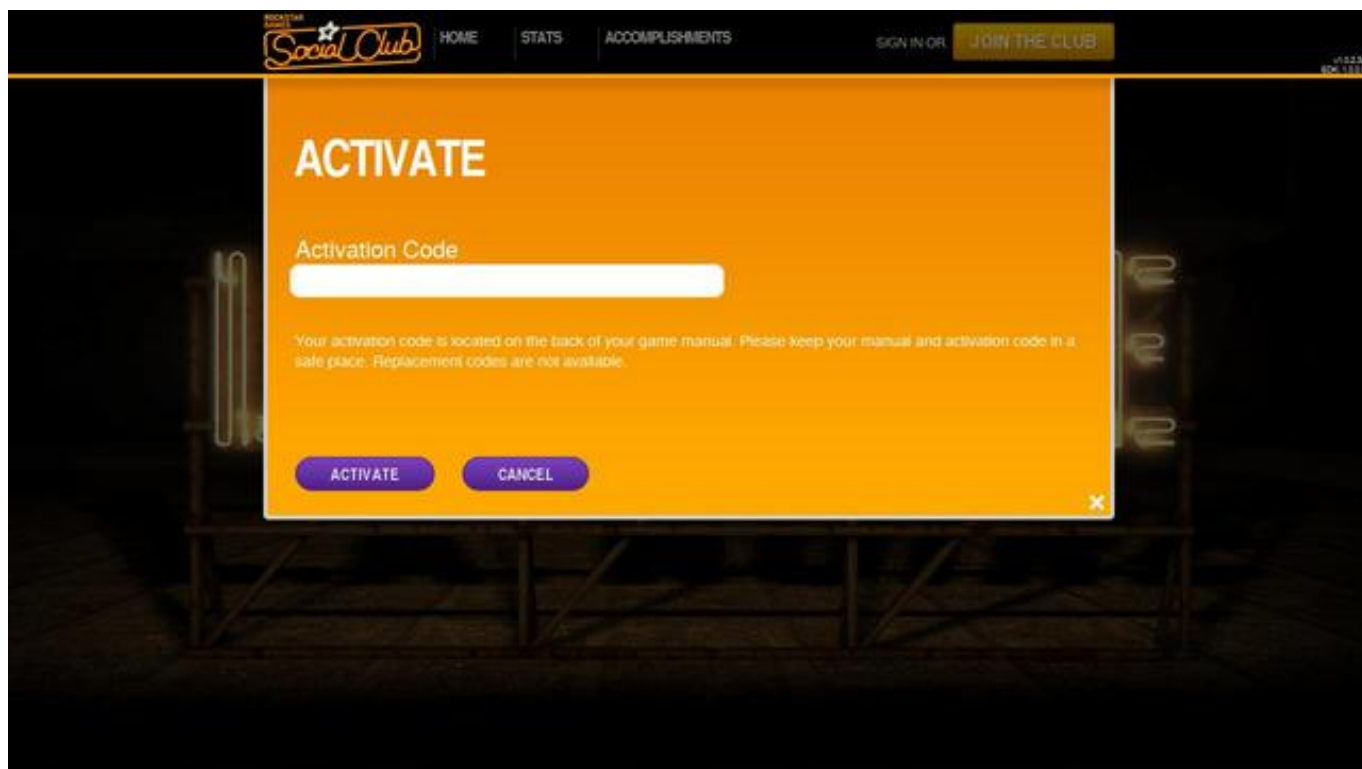 ROCKSTAR
GAMES
Social Club
HOME
STATS
ACCOMPLISHMENTS
SIGN IN OR
JOIN THE CLUB
ACTIVATE
Activation Code
Your activation code is located on the back of your game manual. Please keep your manual and activation code in a
safe place. Replacement codes are not available.
ACTIVATE
CANCEL